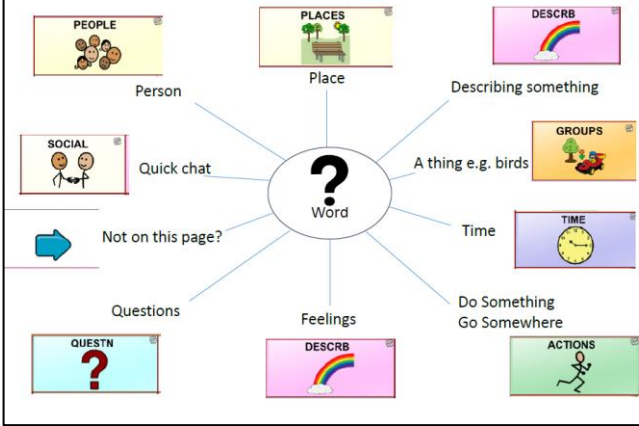 PEOPLE
PLACES
DESCRB
Person
Place
Describing something
SOCIAL
Quick chat
A thing e.g. birds
GROUPS
?
Word
Not on this page?
Time
TIME
Questions
Feelings
Do Something
Go Somewhere
QUESTN
?
DESCRB
ACTIONS